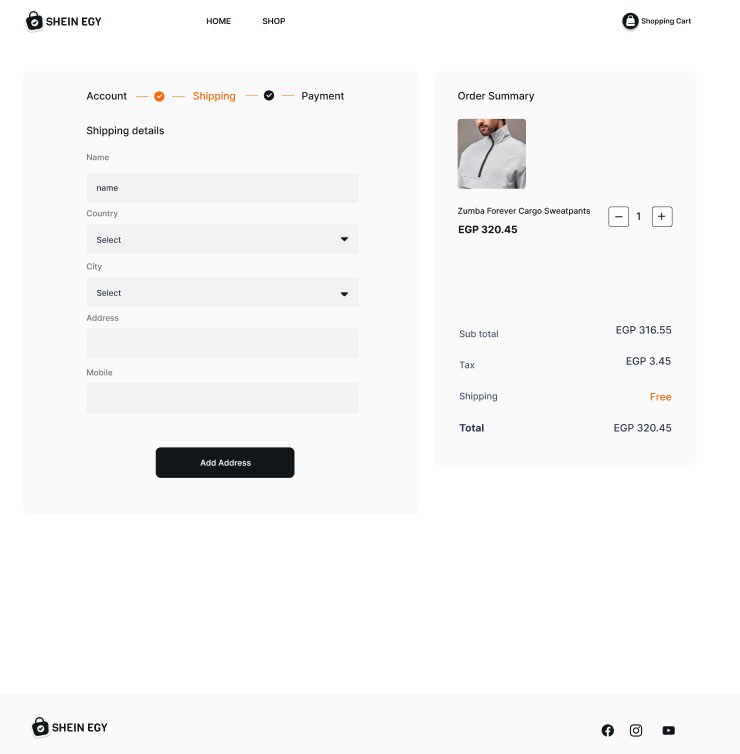 SHEIN EGY
HOME SHOP
Shopping Cart
Account Shipping Payment
Shipping details
Name
name
Country
Select
City
Select
Address
Mobile
Add Address
Order Summary
Zumba Forever Cargo Sweatpants
EGP 320.45
− 1 +
Sub total EGP 316.55
Tax EGP 3.45
Shipping Free
Total EGP 320.45
SHEIN EGY